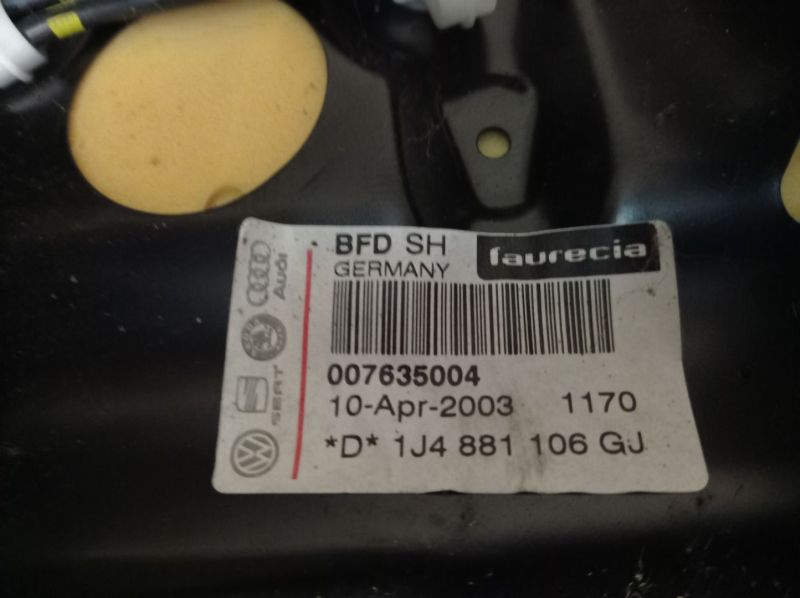 BFD SH
faurecia
GERMANY
007635004
10-Apr-2003 1170
*D* 1J4 881 106 GJ
Audi
SEAT